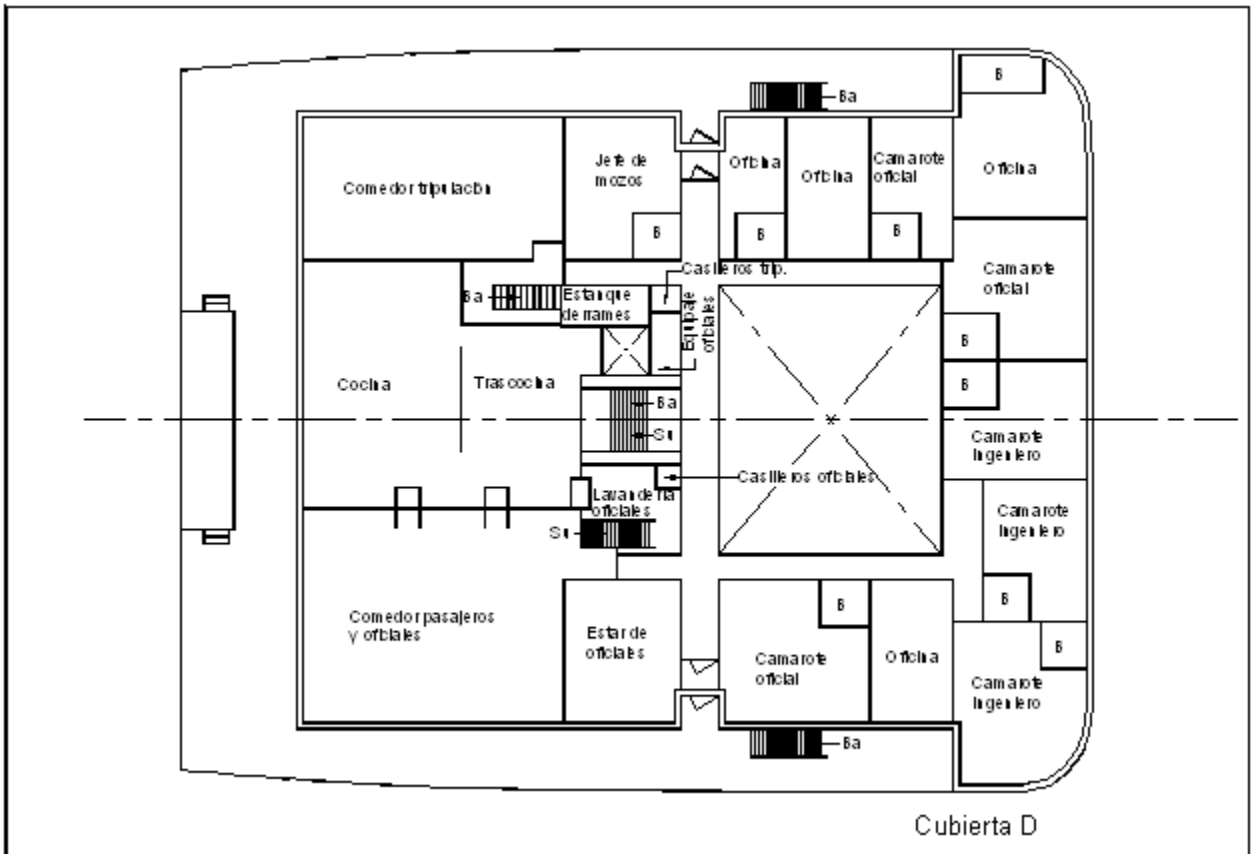 B
Ba
Comedor tripulación
Jefe de
mozos
B
Oficina
B
Oficina
Camarote
oficial
B
Oficina
Camarote
oficial
B
Casilleros trip.
Ba
Estanque
derrames
Equipaje
oficiales
Cocina
Trascocina
Ba
Su
B
Camarote
Ingeniero
Casilleros oficiales
Lavandería
oficiales
Su
Camarote
Ingeniero
B
Comedor pasajeros
y oficiales
Estar de
oficiales
B
Camarote
oficial
Oficina
B
Camarote
Ingeniero
Ba
Cubierta D